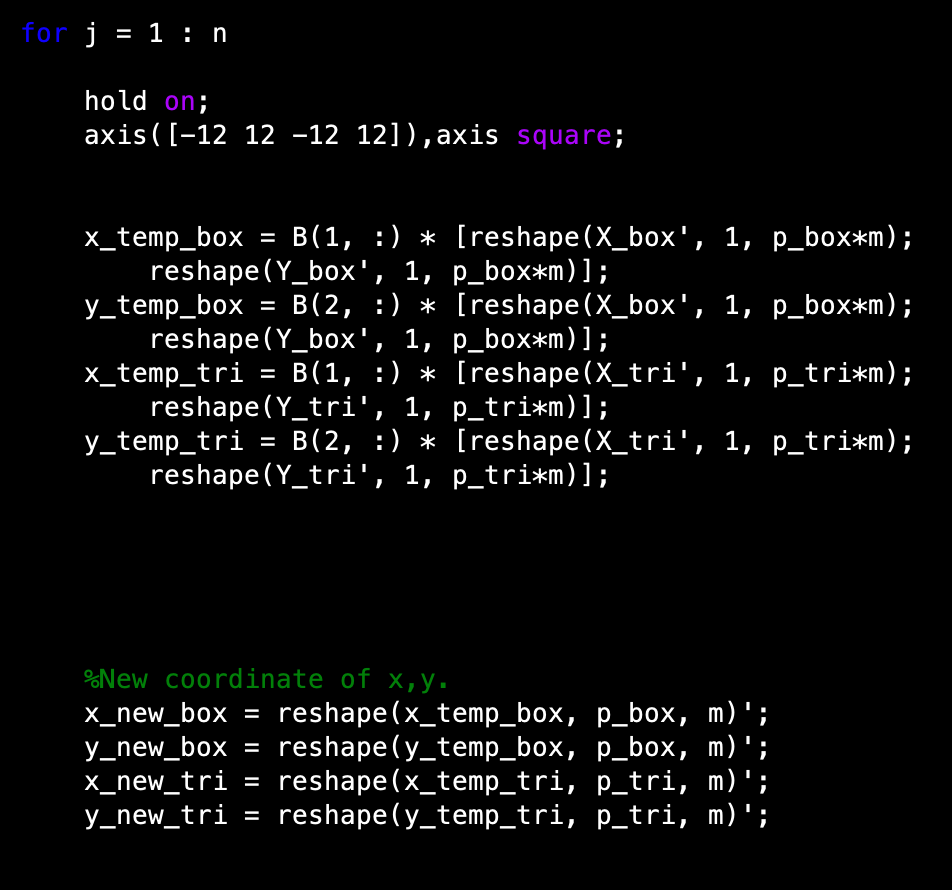 for j = 1 : n
hold on;
axis([-12 12 -12 12]),axis square;
x_temp_box = B(1, :) * [reshape(X_box', 1, p_box*m);
reshape(Y_box', 1, p_box*m)];
y_temp_box = B(2, :) * [reshape(X_box', 1, p_box*m);
reshape(Y_box', 1, p_box*m)];
x_temp_tri = B(1, :) * [reshape(X_tri', 1, p_tri*m);
reshape(Y_tri', 1, p_tri*m)];
y_temp_tri = B(2, :) * [reshape(X_tri', 1, p_tri*m);
reshape(Y_tri', 1, p_tri*m)];
%New coordinate of x,y.
x_new_box = reshape(x_temp_box, p_box, m)';
y_new_box = reshape(y_temp_box, p_box, m)';
x_new_tri = reshape(x_temp_tri, p_tri, m)';
y_new_tri = reshape(y_temp_tri, p_tri, m)';